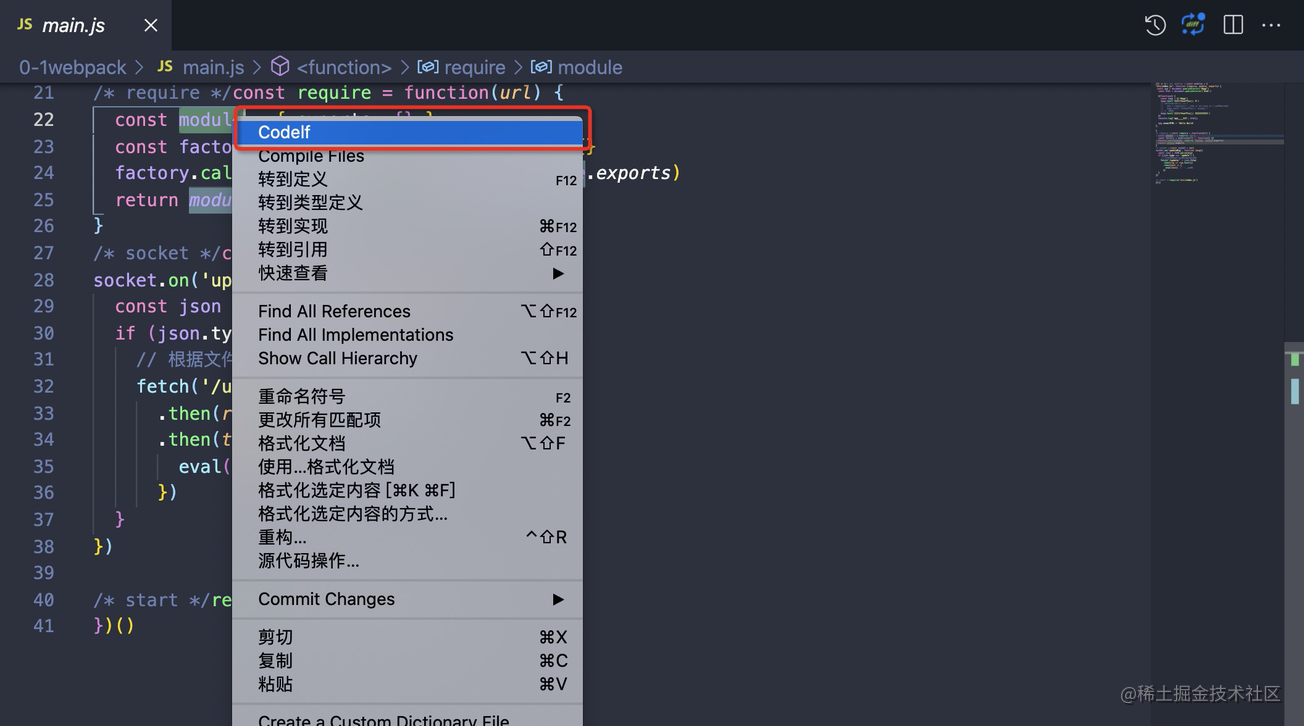 JS main.js
0-1webpack > JS main.js > <function> > require > module
21 /* require */const require = function(url) {
22 const modul
Codelf
23 const facto
Compile Files
24 factory.cal .exports)
转到定义 F12
25 return modu
转到类型定义
26 }
转到实现 ⌘F12
27 /* socket */c
转到引用 ⇧F12
28 socket.on('up
快速查看 ▶
29 const json
Find All References ⌥⇧F12
30 if (json.ty
Find All Implementations
31 // 根据文件
Show Call Hierarchy ⌥⇧H
32 fetch('/u
重命名符号 F2
33 .then(r
更改所有匹配项 ⌘F2
34 .then(t
格式化文档 ⌥⇧F
35 eval(
使用...格式化文档
36 })
格式化选定内容 [⌘K ⌘F]
37 }
格式化选定内容的方式...
38 })
重构... ^⇧R
源代码操作...
39
40 /* start */re
Commit Changes ▶
41 })()
剪切 ⌘X
复制 ⌘C
粘贴 ⌘V
Create a Custom Dictionary File
@稀土掘金技术社区